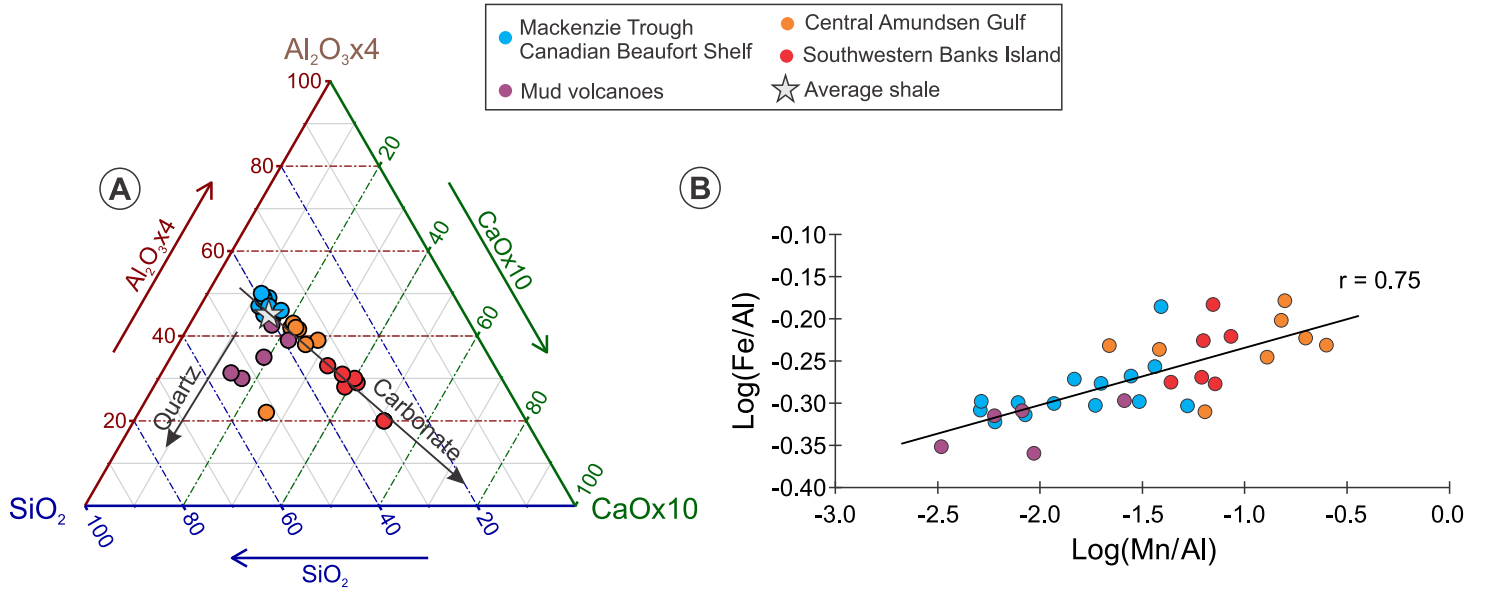 Mackenzie Trough
Canadian Beaufort Shelf
Central Amundsen Gulf
Southwestern Banks Island
Mud volcanoes
Average shale
A
Al₂O₃x4
100
80
60
40
20
Al₂O₃x4
20
40
60
80
100
CaOx10
Quartz
Carbonate
SiO₂
CaOx10
100
80
60
40
20
SiO₂
B
-0.10
-0.15
-0.20
-0.25
-0.30
-0.35
-0.40
Log(Fe/Al)
r = 0.75
-3.0 -2.5 -2.0 -1.5 -1.0 -0.5 0.0
Log(Mn/Al)